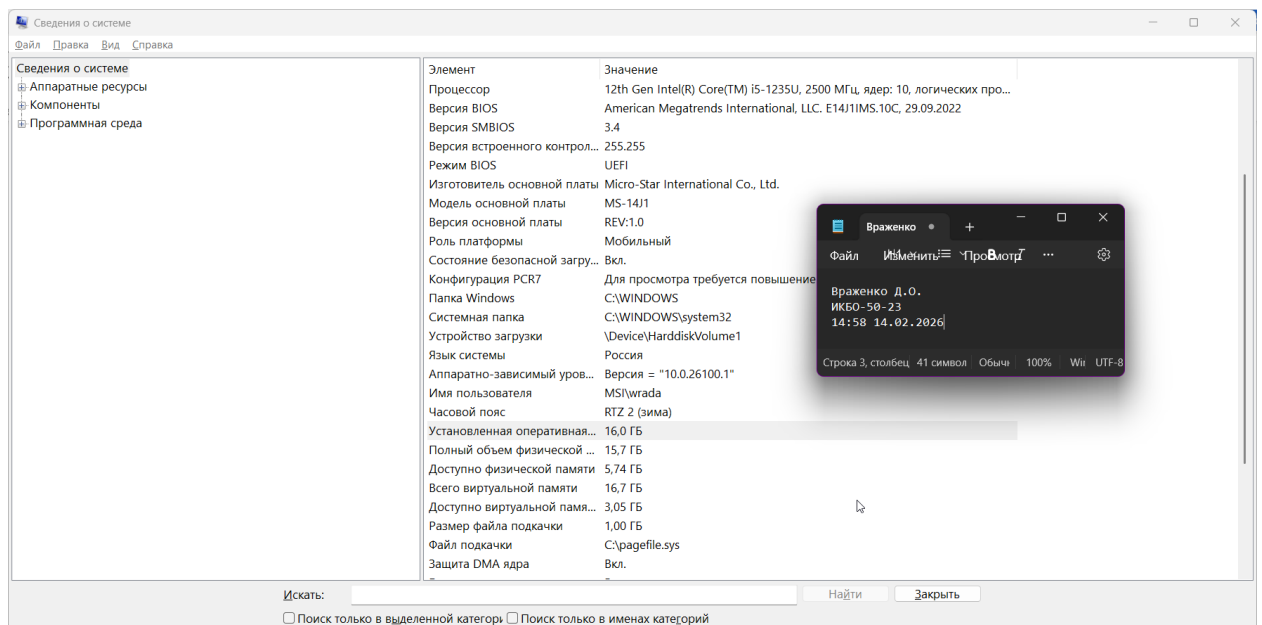 Сведения о системе
Файл Правка Вид Справка
Сведения о системе
Аппаратные ресурсы
Компоненты
Программная среда
Элемент Значение
Процессор 12th Gen Intel(R) Core(TM) i5-1235U, 2500 МГц, ядер: 10, логических про...
Версия BIOS American Megatrends International, LLC. E14J1IMS.10C, 29.09.2022
Версия SMBIOS 3.4
Версия встроенного контрол... 255.255
Режим BIOS UEFI
Изготовитель основной платы Micro-Star International Co., Ltd.
Модель основной платы MS-14J1
Версия основной платы REV:1.0
Роль платформы Мобильный
Состояние безопасной загру... Вкл.
Конфигурация PCR7 Для просмотра требуется повышение
Папка Windows C:\WINDOWS
Системная папка C:\WINDOWS\system32
Устройство загрузки \Device\HarddiskVolume1
Язык системы Россия
Аппаратно-зависимый уров... Версия = "10.0.26100.1"
Имя пользователя MSI\wrada
Часовой пояс RTZ 2 (зима)
Установленная оперативная... 16,0 ГБ
Полный объем физической ... 15,7 ГБ
Доступно физической памяти 5,74 ГБ
Всего виртуальной памяти 16,7 ГБ
Доступно виртуальной памя... 3,05 ГБ
Размер файла подкачки 1,00 ГБ
Файл подкачки C:\pagefile.sys
Защита DMA ядра Вкл.
Враженко
Файл Изменить Просмотр B I ...
Враженко Д.О.
ИКБО-50-23
14:58 14.02.2026
Строка 3, столбец 41 символ Обычн 100% Wir UTF-8
Искать: Найти Закрыть
Поиск только в выделенной категори Поиск только в именах категорий